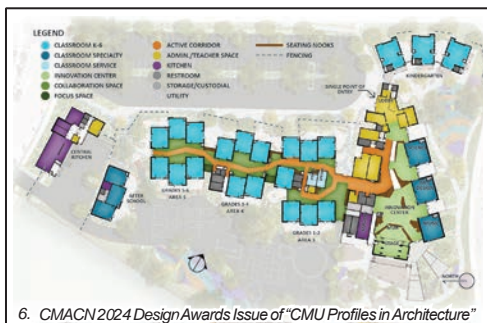 LEGEND
CLASSROOM K-6
CLASSROOM SPECIALTY
CLASSROOM SERVICE
INNOVATION CENTER
COLLABORATION SPACE
FOCUS SPACE
ACTIVE CORRIDOR
ADMIN./TEACHER SPACE
KITCHEN
RESTROOM
STORAGE/CUSTODIAL
UTILITY
SEATING NOOKS
FENCING
KINDERGARTEN
SINGLE POINT OF
ENTRY
CENTRAL
KITCHEN
AFTER
SCHOOL
GRADES 5-6
AREA 5
GRADES 3-4
AREA 4
GRADES 1-2
AREA 3
CENTER
NORTH
6. CMACN 2024 Design Awards Issue of "CMU Profiles in Architecture"